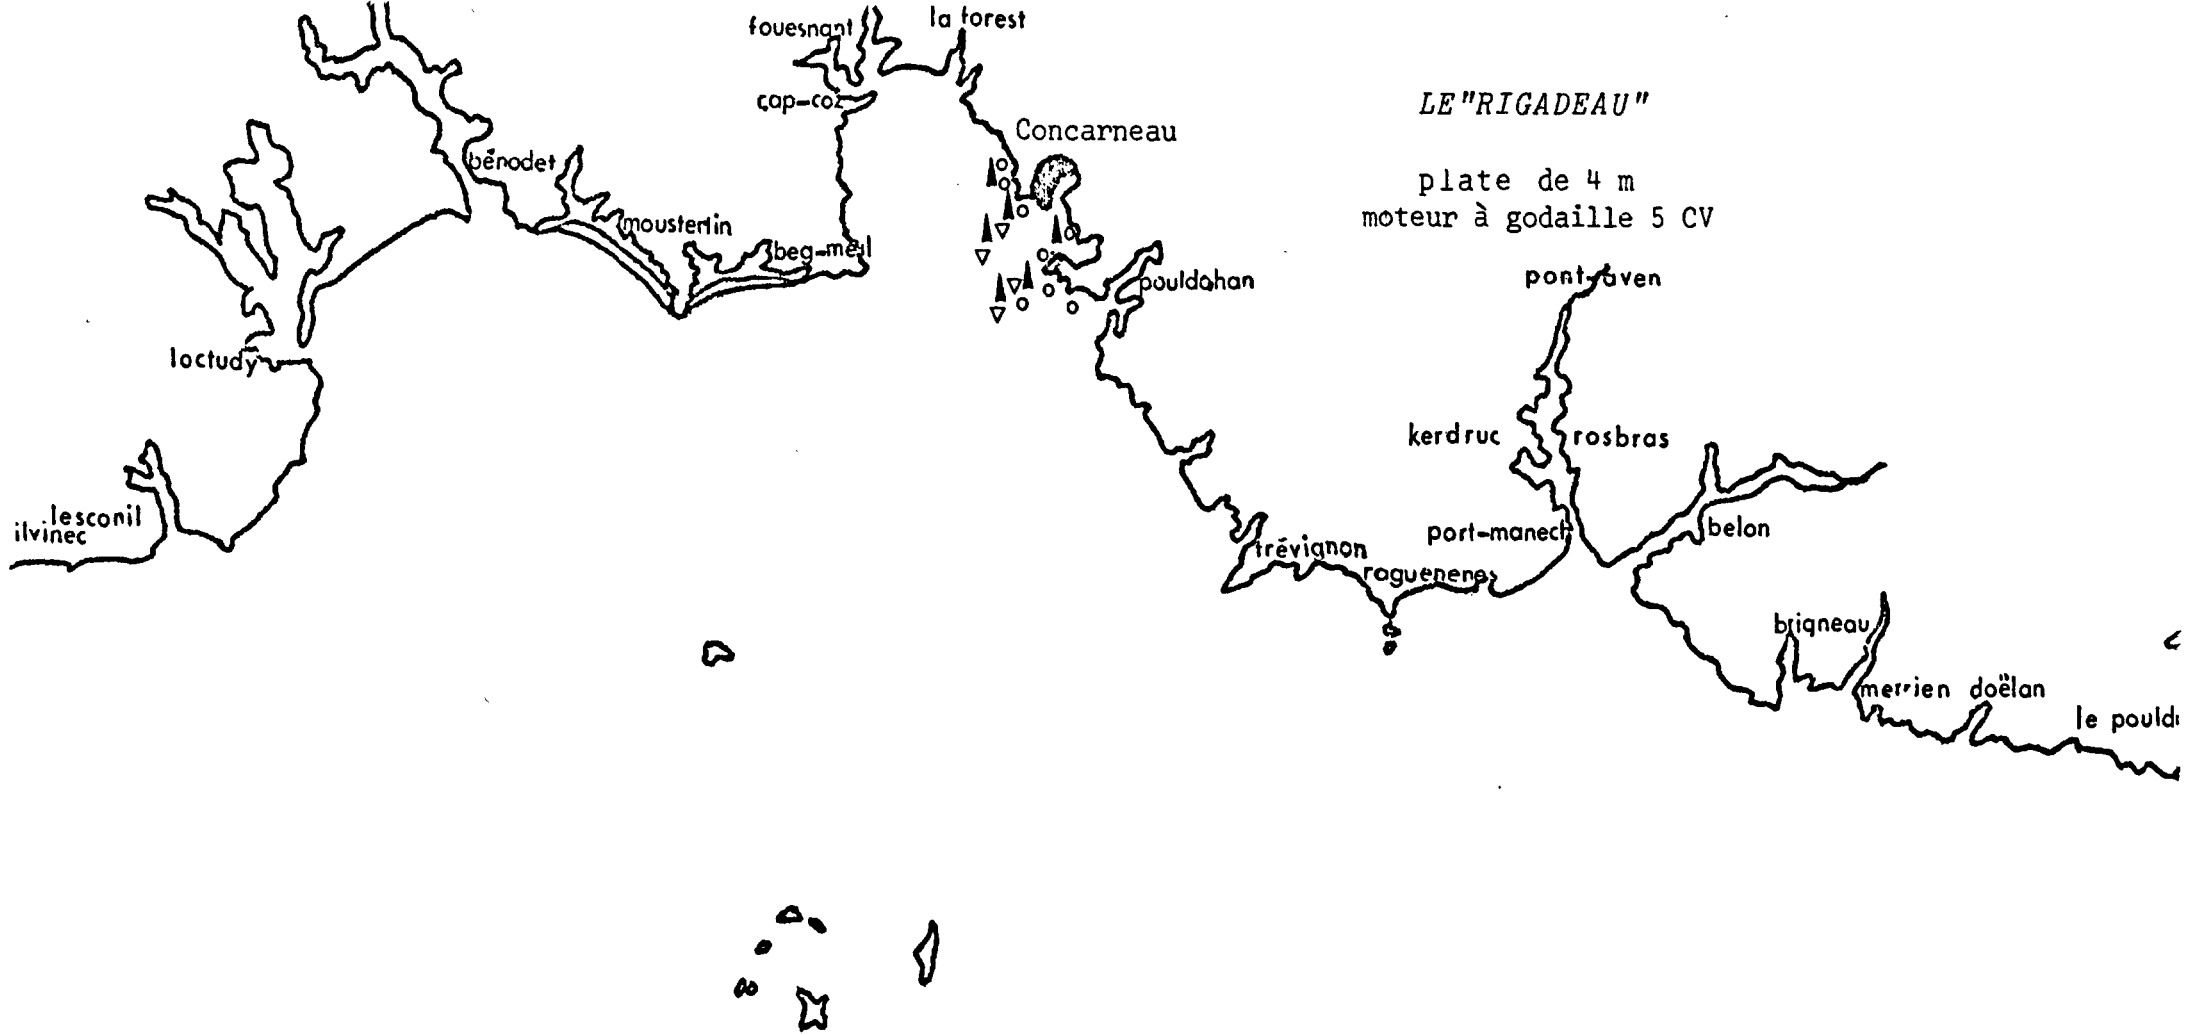 fouesnant
la forest
cap-coz
LE "RIGADEAU"
Concarneau
bénodet
plate de 4 m
moteur à godaille 5 CV
mousterlin
beg-meil
pouldohan
pont-aven
loctudy
kerdruc
rosbras
lesconil
ilvinec
port-manech
belon
trévignon
raguenenes
brigneau
merrien
doëlan
le pould